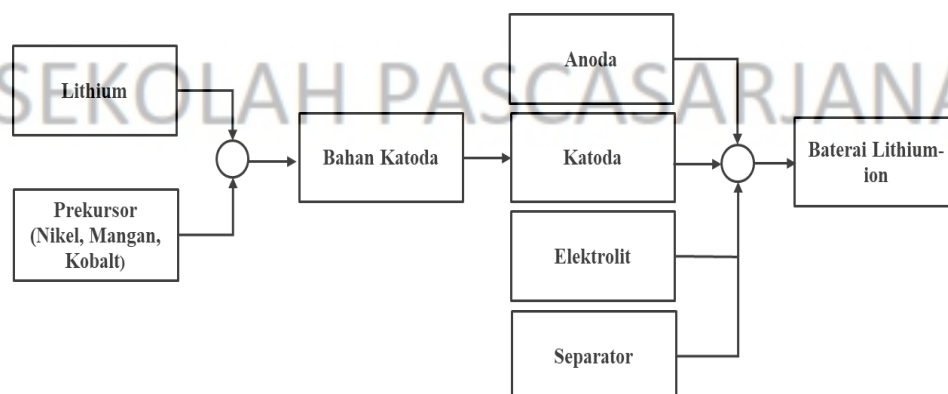 SEKOLAH PASCASARJANA
Lithium
Prekursor
(Nikel, Mangan,
Kobalt)
Bahan Katoda
Anoda
Katoda
Elektrolit
Separator
Baterai Lithium-
ion